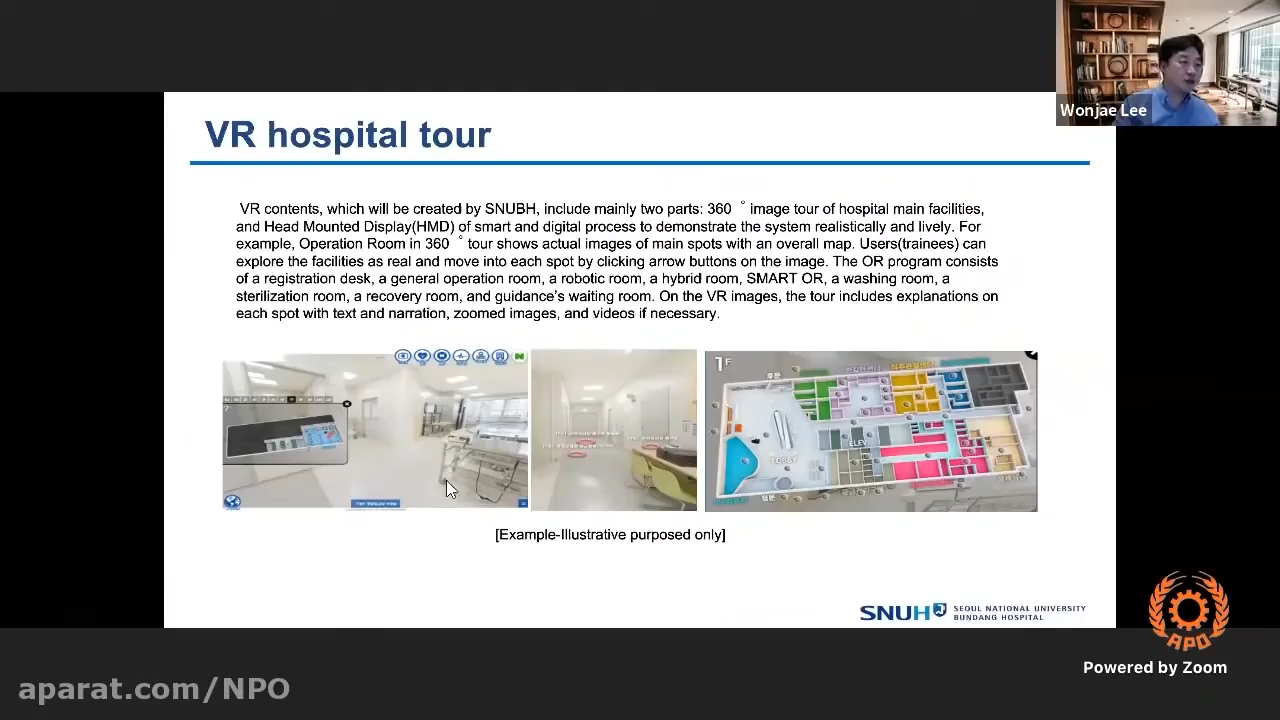 Wonjae Lee
VR hospital tour
VR contents, which will be created by SNUBH, include mainly two parts: 360 ° image tour of hospital main facilities,
and Head Mounted Display(HMD) of smart and digital process to demonstrate the system realistically and lively. For
example, Operation Room in 360 ° tour shows actual images of main spots with an overall map. Users(trainees) can
explore the facilities as real and move into each spot by clicking arrow buttons on the image. The OR program consists
of a registration desk, a general operation room, a robotic room, a hybrid room, SMART OR, a washing room, a
sterilization room, a recovery room, and guidance's waiting room. On the VR images, the tour includes explanations on
each spot with text and narration, zoomed images, and videos if necessary.
1F
후문
ELEV
LOBBY
정문
[Example-Illustrative purposed only]
SNUH
SEOUL NATIONAL UNIVERSITY
BUNDANG HOSPITAL
APO
Powered by Zoom
aparat.com/NPO